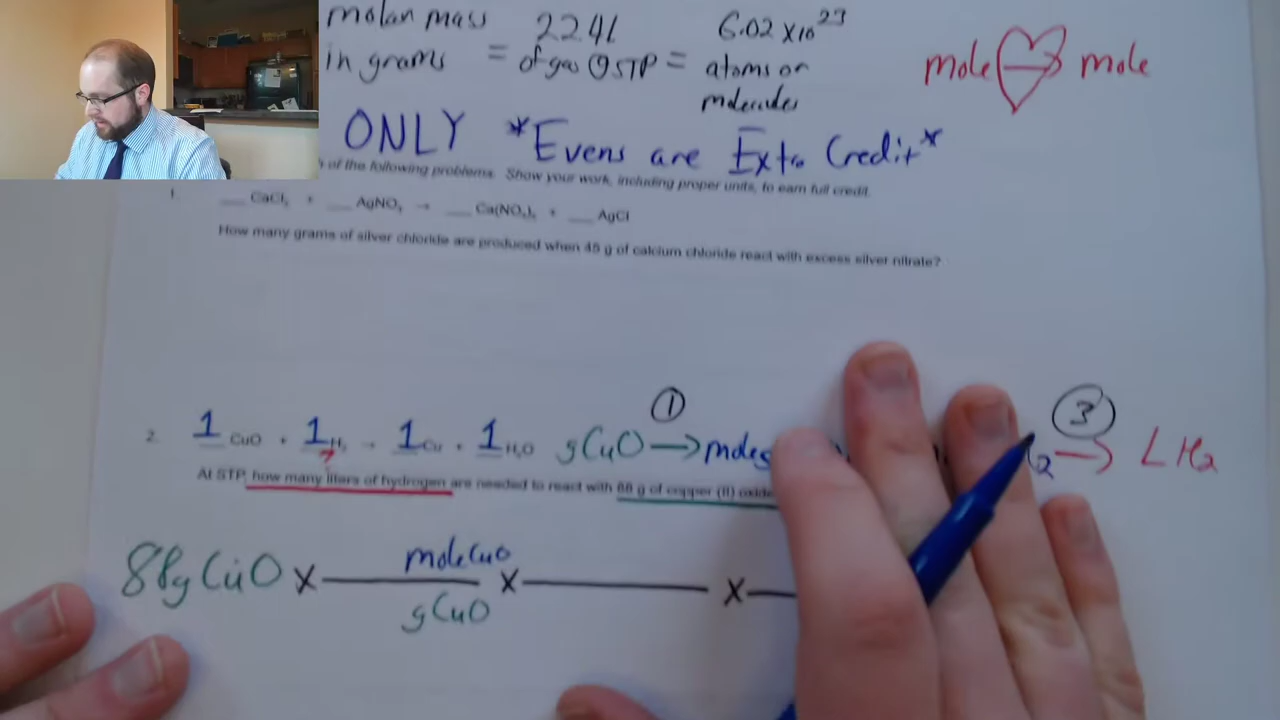 molar mass in grams = 22.4L of gas @ STP = 6.02 x 10²³ atoms or molecules
mole → mole
ONLY *Evens are Extra Credit*
of the following problems. Show your work, including proper units, to earn full credit.
1. ___ CaCl₂ + ___ AgNO₃ → ___ Ca(NO₃)₂ + ___ AgCl
How many grams of silver chloride are produced when 45 g of calcium chloride react with excess silver nitrate?
① ③
2. 1 CuO + 1 H₂ → 1 Cu + 1 H₂O gCuO → moles 2 → L H₂
At STP, how many liters of hydrogen are needed to react with 88 g of copper (II) oxide
88g CuO x mole CuO x x
g CuO